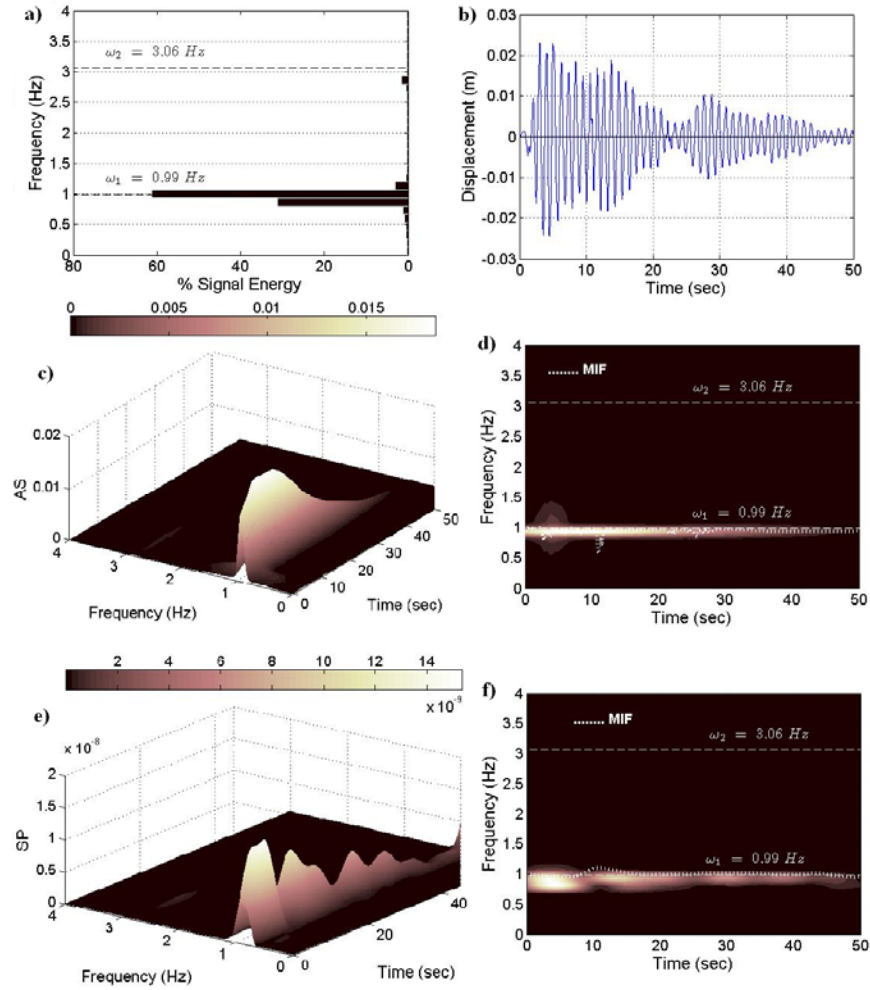 a)
4
3.5
3
2.5
2
1.5
1
0.5
0
Frequency (Hz)
ω₂ = 3.06 Hz
ω₁ = 0.99 Hz
80 60 40 20 0
% Signal Energy
b)
0.03
0.02
0.01
0
-0.01
-0.02
-0.03
Displacement (m)
0 10 20 30 40 50
Time (sec)
0 0.005 0.01 0.015
c)
0.02
0.01
0
AS
4 3 2 1 0
Frequency (Hz)
0 10 20 30 40 50
Time (sec)
d)
4
3.5
3
2.5
2
1.5
1
0.5
0
Frequency (Hz)
MIF
ω₂ = 3.06 Hz
ω₁ = 0.99 Hz
0 10 20 30 40 50
Time (sec)
2 4 6 8 10 12 14
x 10⁻⁹
e)
x 10⁻⁸
2
1.5
1
0.5
0
SP
4 3 2 1 0
Frequency (Hz)
0 20 40
Time (sec)
f)
4
3.5
3
2.5
2
1.5
1
0.5
0
Frequency (Hz)
MIF
ω₂ = 3.06 Hz
ω₁ = 0.99 Hz
0 10 20 30 40 50
Time (sec)